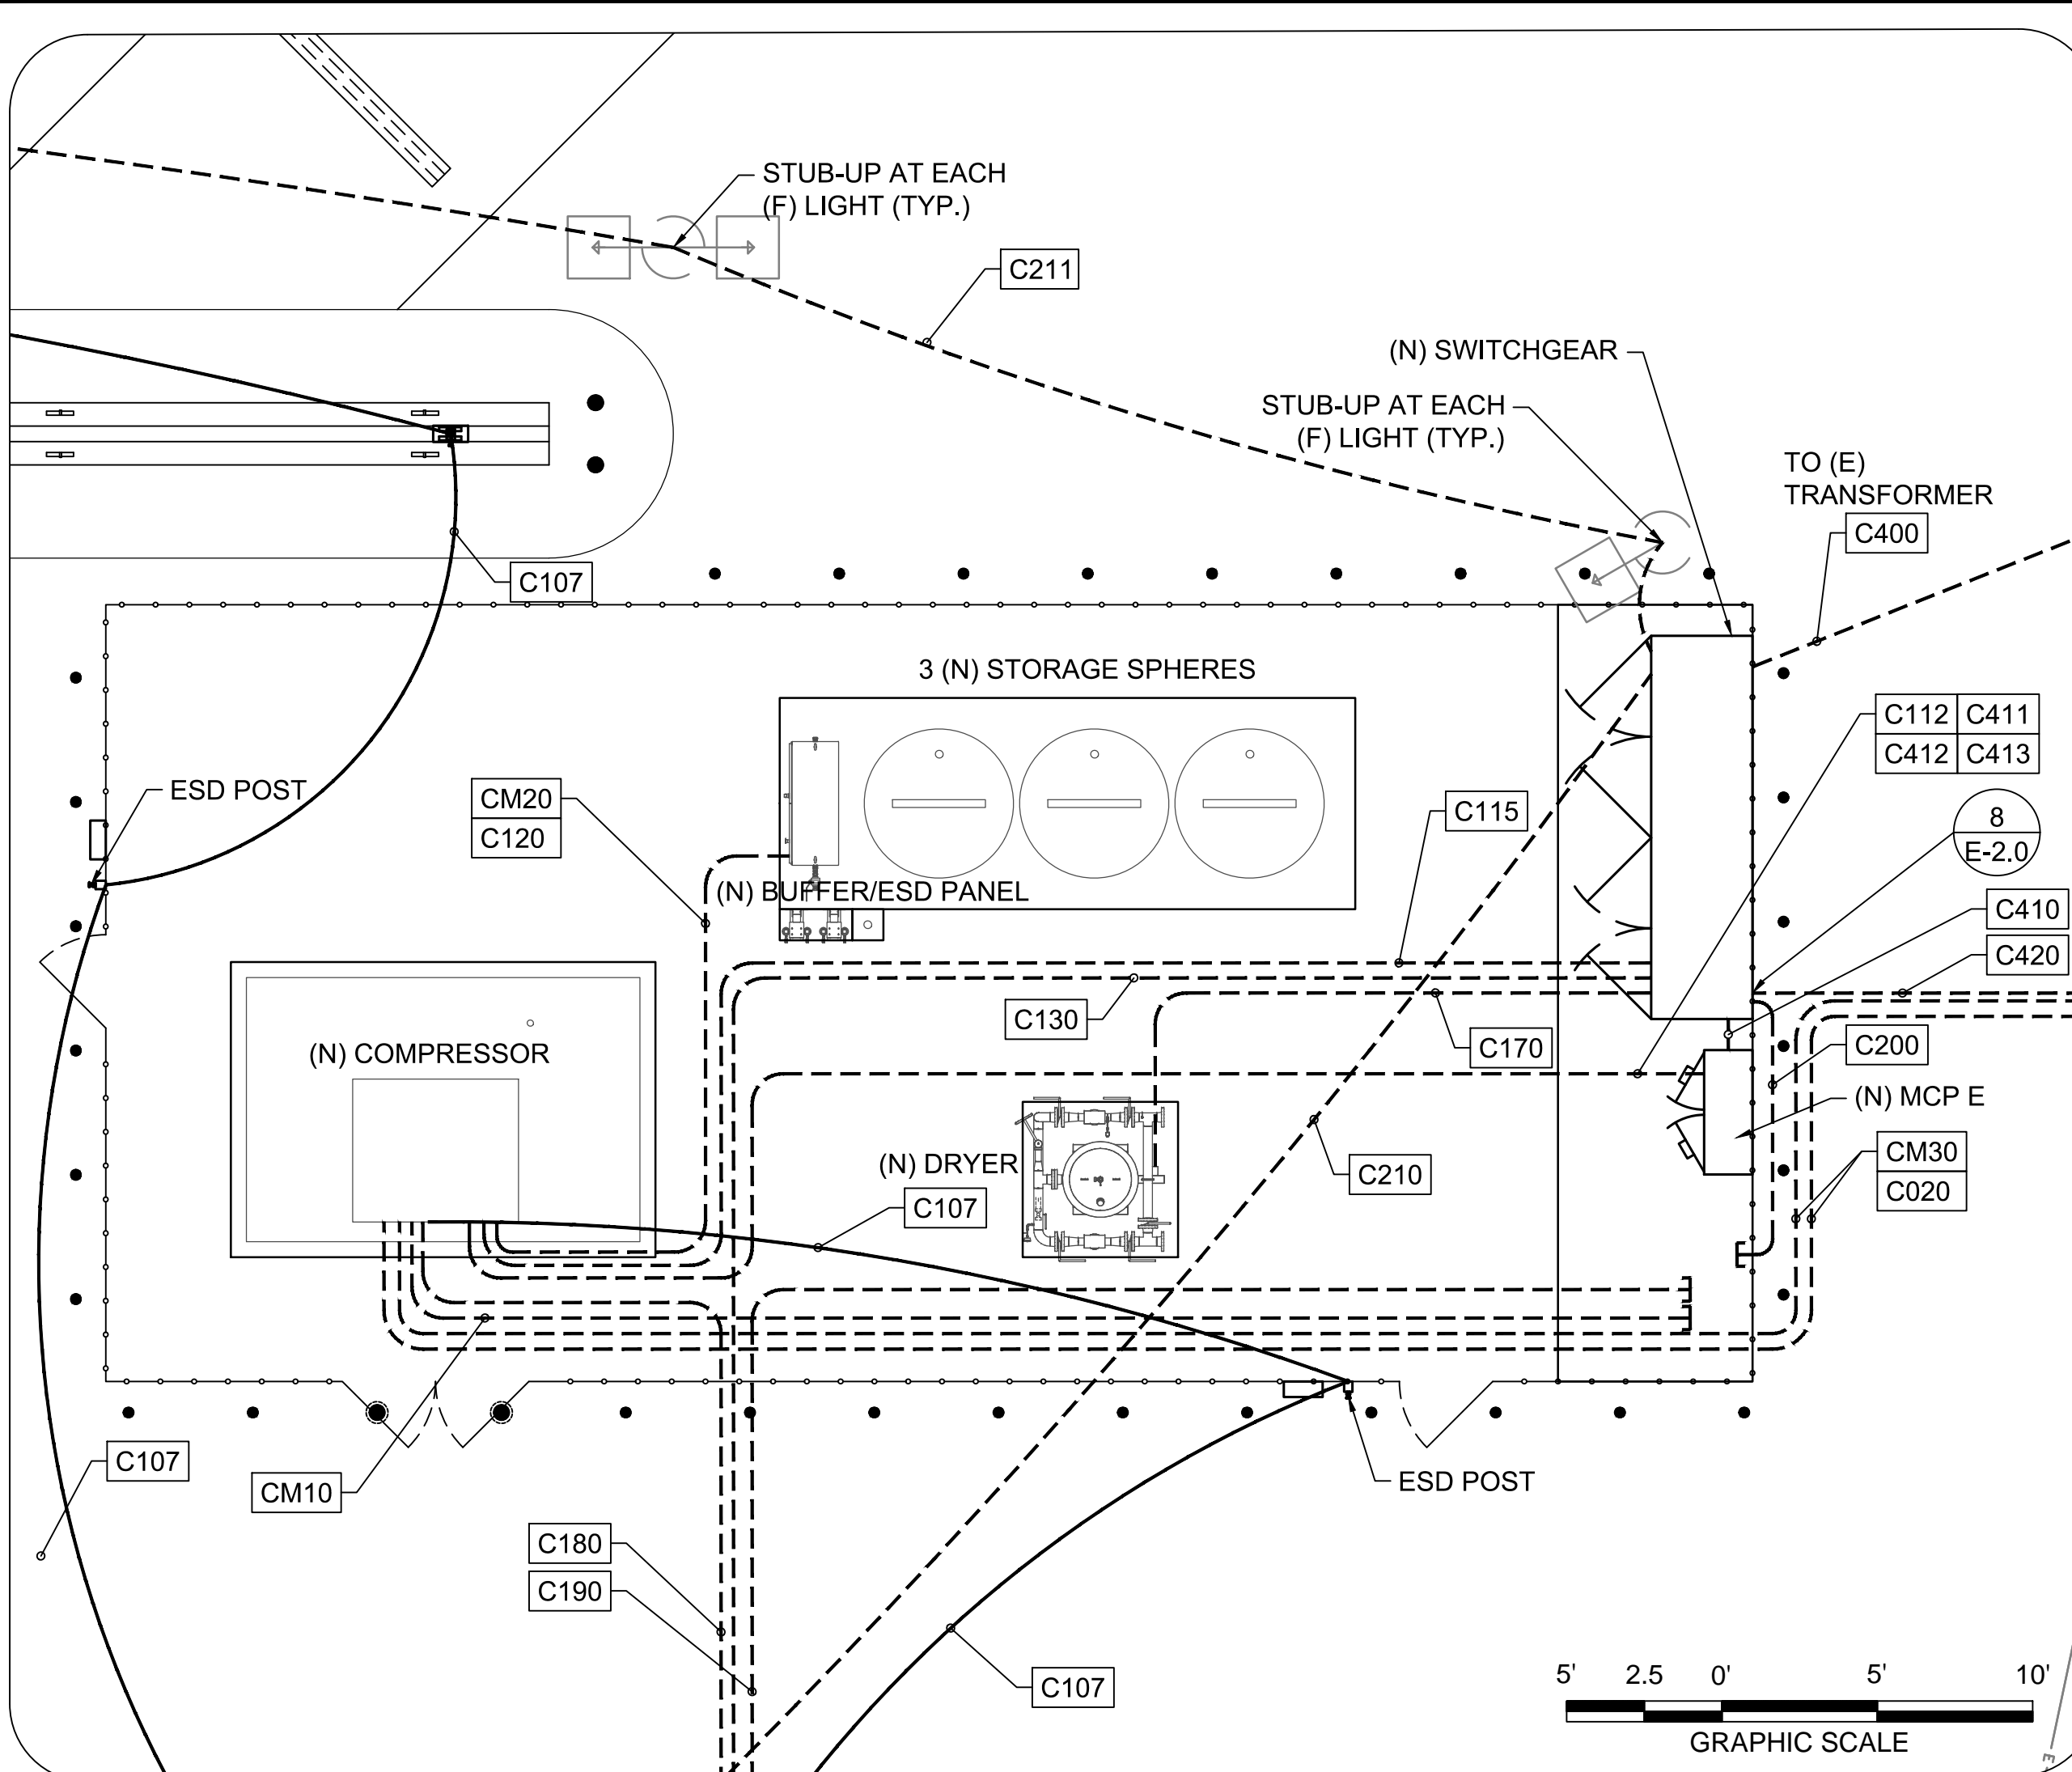 STUB-UP AT EACH
(F) LIGHT (TYP.)
C211
(N) SWITCHGEAR
STUB-UP AT EACH
(F) LIGHT (TYP.)
TO (E)
TRANSFORMER
C400
C107
3 (N) STORAGE SPHERES
C112 C411
C412 C413
ESD POST
CM20
C120
C115
8
E-2.0
(N) BUFFER/ESD PANEL
C410
C420
C130
C170
C200
(N) COMPRESSOR
(N) MCP E
(N) DRYER
C107
C210
CM30
C020
C107
CM10
ESD POST
C180
C190
C107
5' 2.5 0' 5' 10'
GRAPHIC SCALE
E